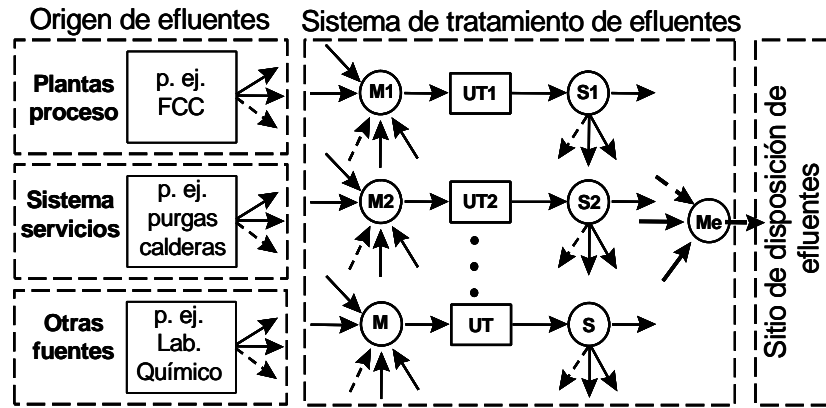 Origen de efluentes
Sistema de tratamiento de efluentes
Plantas
proceso
p. ej.
FCC
M1
UT1
S1
Sistema
servicios
p. ej.
purgas
calderas
M2
UT2
S2
Me
Otras
fuentes
p. ej.
Lab.
Químico
M
UT
S
Sitio de disposición de
efluentes